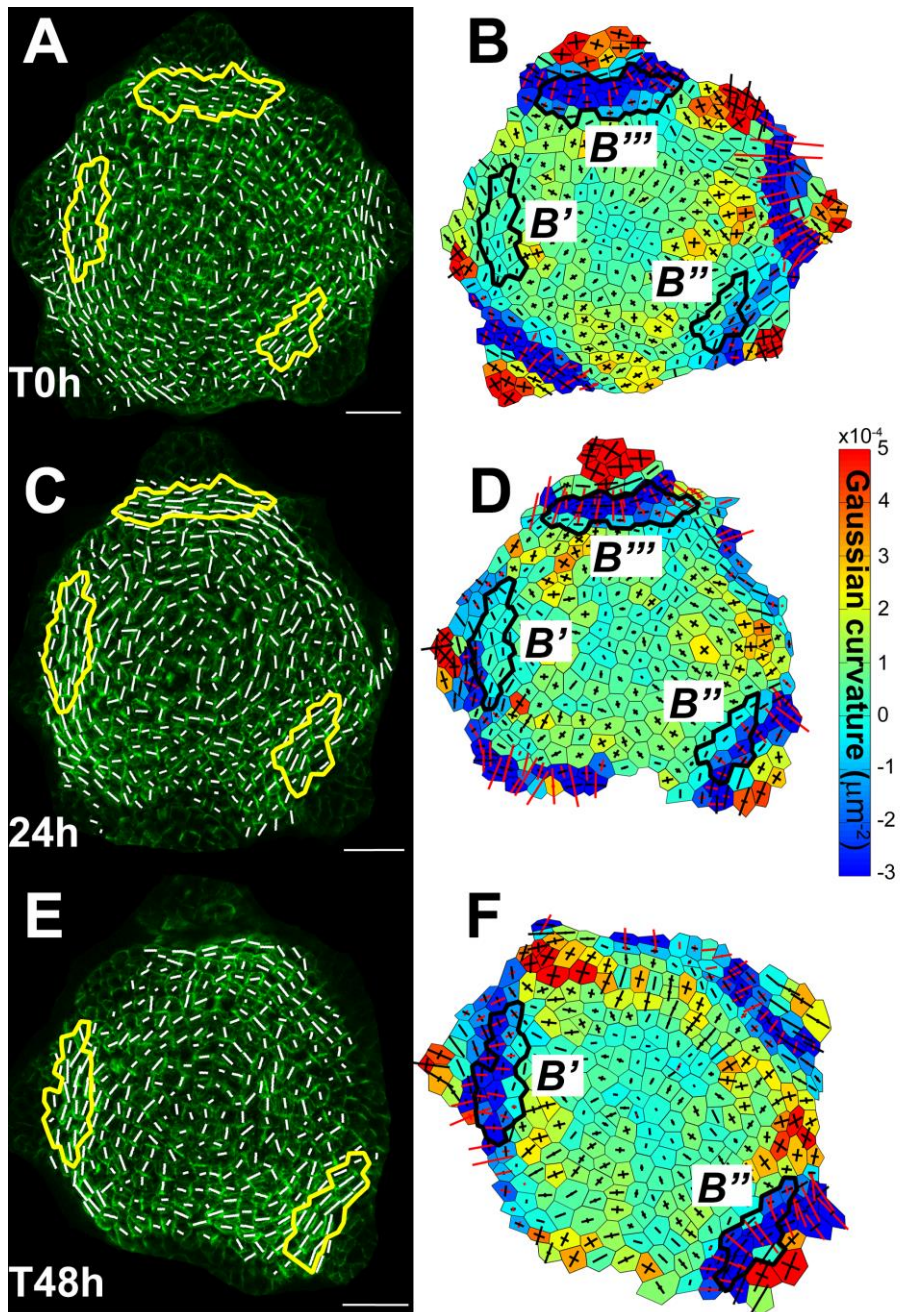 A
T0h
B
B'''
B'
B''
C
24h
D
B'''
B'
B''
x10⁻⁴
5
4
3
2
1
0
-1
-2
-3
Gaussian curvature (μm⁻²)
E
T48h
F
B'
B''